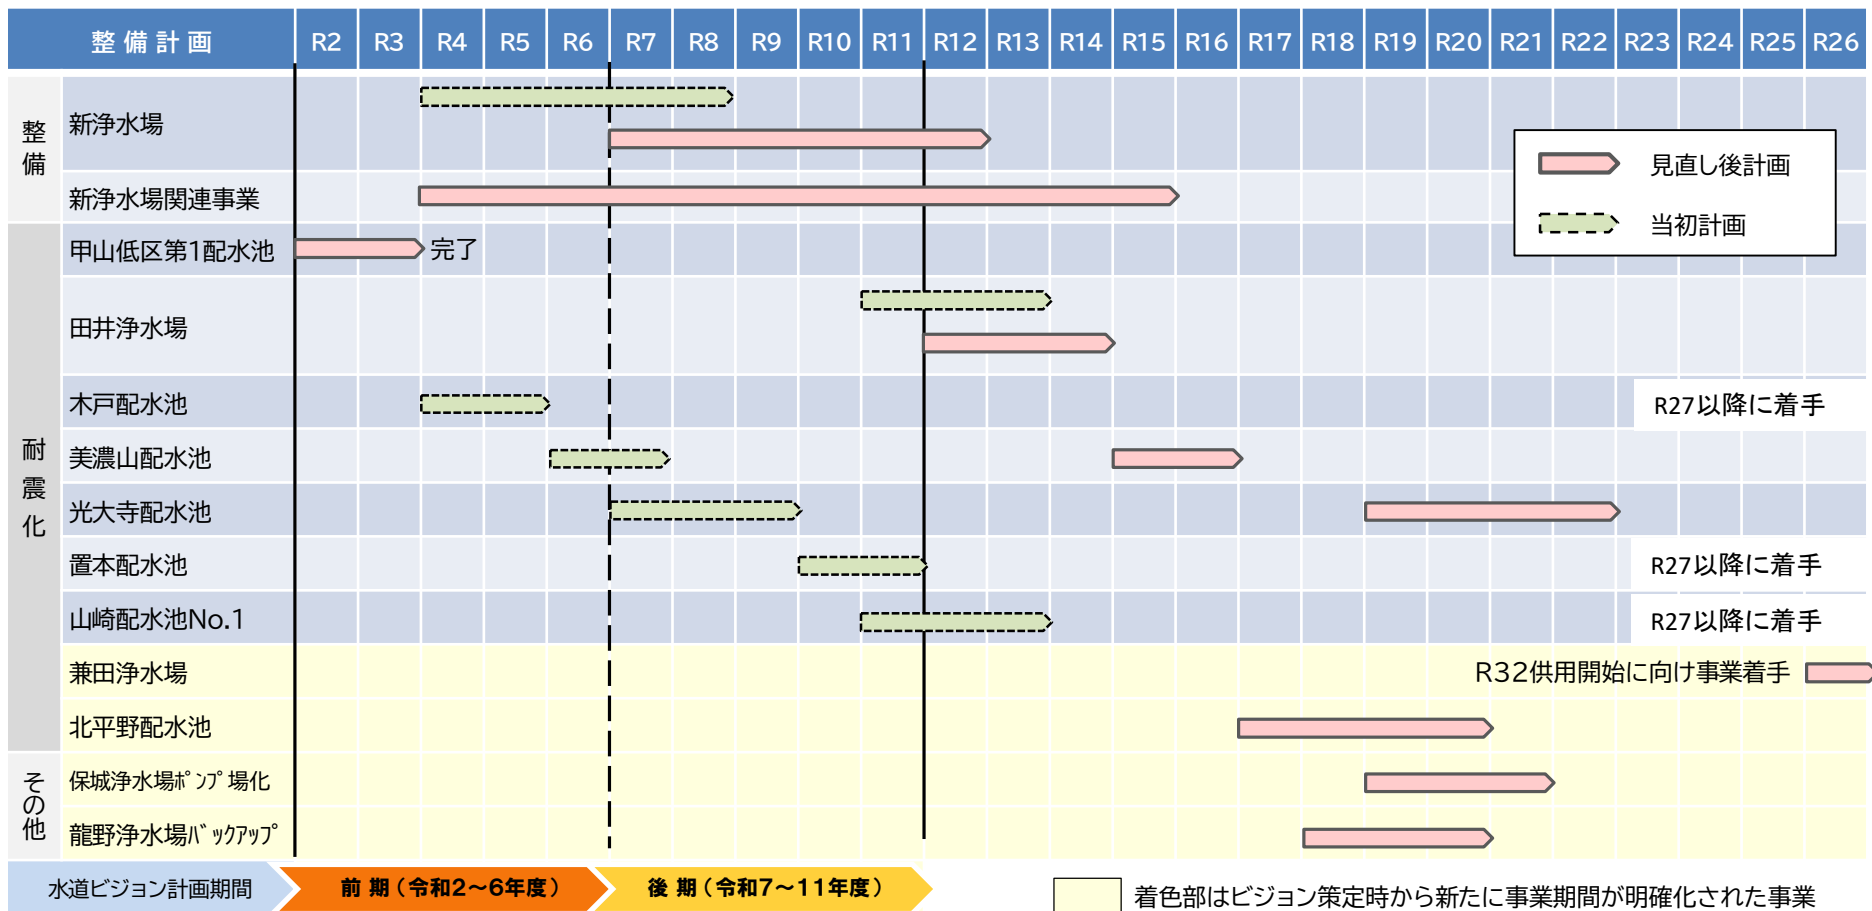 整備計画 R2 R3 R4 R5 R6 R7 R8 R9 R10 R11 R12 R13 R14 R15 R16 R17 R18 R19 R20 R21 R22 R23 R24 R25 R26
整備
新浄水場
新浄水場関連事業
見直し後計画
当初計画
耐震化
甲山低区第1配水池 完了
田井浄水場
木戸配水池 R27以降に着手
美濃山配水池
光大寺配水池
置本配水池 R27以降に着手
山崎配水池No.1 R27以降に着手
兼田浄水場 R32供用開始に向け事業着手
北平野配水池
その他
保城浄水場ﾎﾟﾝﾌﾟ場化
龍野浄水場ﾊﾞｯｸｱｯﾌﾟ
水道ビジョン計画期間 前期(令和2～6年度) 後期(令和7～11年度)
着色部はビジョン策定時から新たに事業期間が明確化された事業